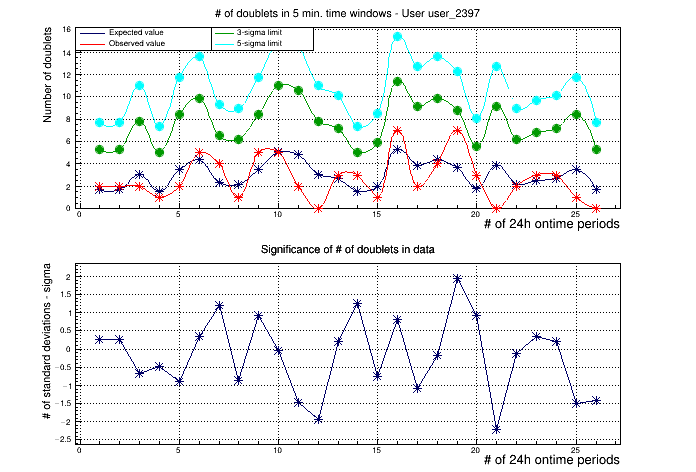 # of doublets in 5 min. time windows - User user_2397
# of doublets
Expected value
Observed value
3-sigma limit
5-sigma limit
16
14
12
10
8
6
4
2
0
0 5 10 15 20 25
# of 24h ontime periods
Significance of # of doublets in data
# of standard deviations - sigma
2
1.5
1
0.5
0
-0.5
-1
-1.5
-2
-2.5
0 5 10 15 20 25
# of 24h ontime periods